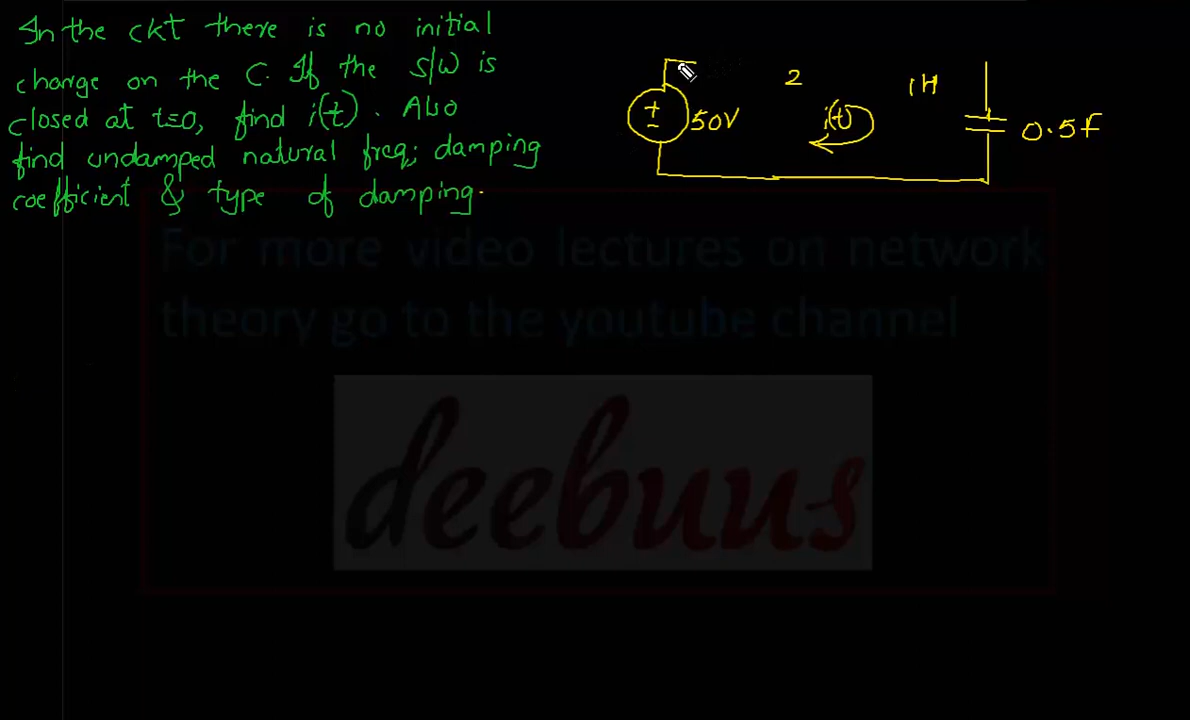 In the ckt there is no initial
charge on the C. If the s/w is
closed at t=0, find i(t). Also
find undamped natural freq; damping
coefficient & type of damping.
+
-
50V
2
i(t)
1H
0.5F
For more video lectures on network
theory go to the youtube channel
deebuus